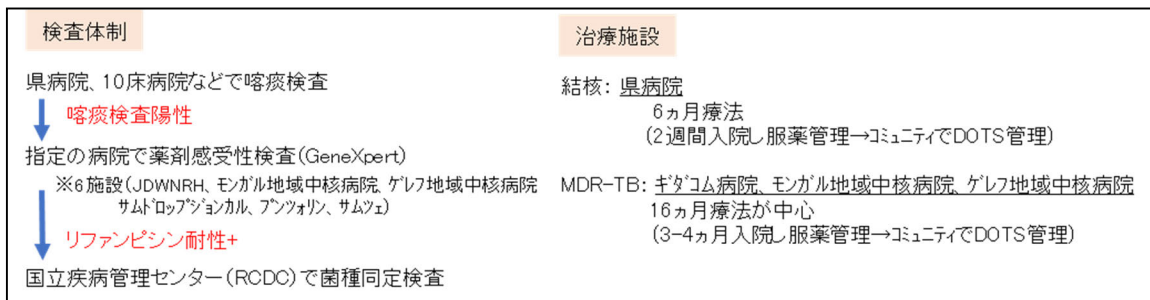 検査体制
県病院、10床病院などで喀痰検査
喀痰検査陽性
指定の病院で薬剤感受性検査(GeneXpert)
※6施設(JDWNRH、ﾓﾝｶﾞﾙ地域中核病院、ｹﾞﾚﾌ地域中核病院
ｻﾑﾄﾞﾛｯﾌﾟｼﾞｮﾝｶﾙ、ﾌﾟﾝﾂｫﾘﾝ、ｻﾑﾂｪ)
リファンピシン耐性+
国立疾病管理センター(RCDC)で菌種同定検査
治療施設
結核: 県病院
6ヵ月療法
(2週間入院し服薬管理→ｺﾐｭﾆﾃｨでDOTS管理)
MDR-TB: ｷﾞﾀﾞｺﾑ病院、ﾓﾝｶﾞﾙ地域中核病院、ｹﾞﾚﾌ地域中核病院
16ヵ月療法が中心
(3-4ヵ月入院し服薬管理→ｺﾐｭﾆﾃｨでDOTS管理)